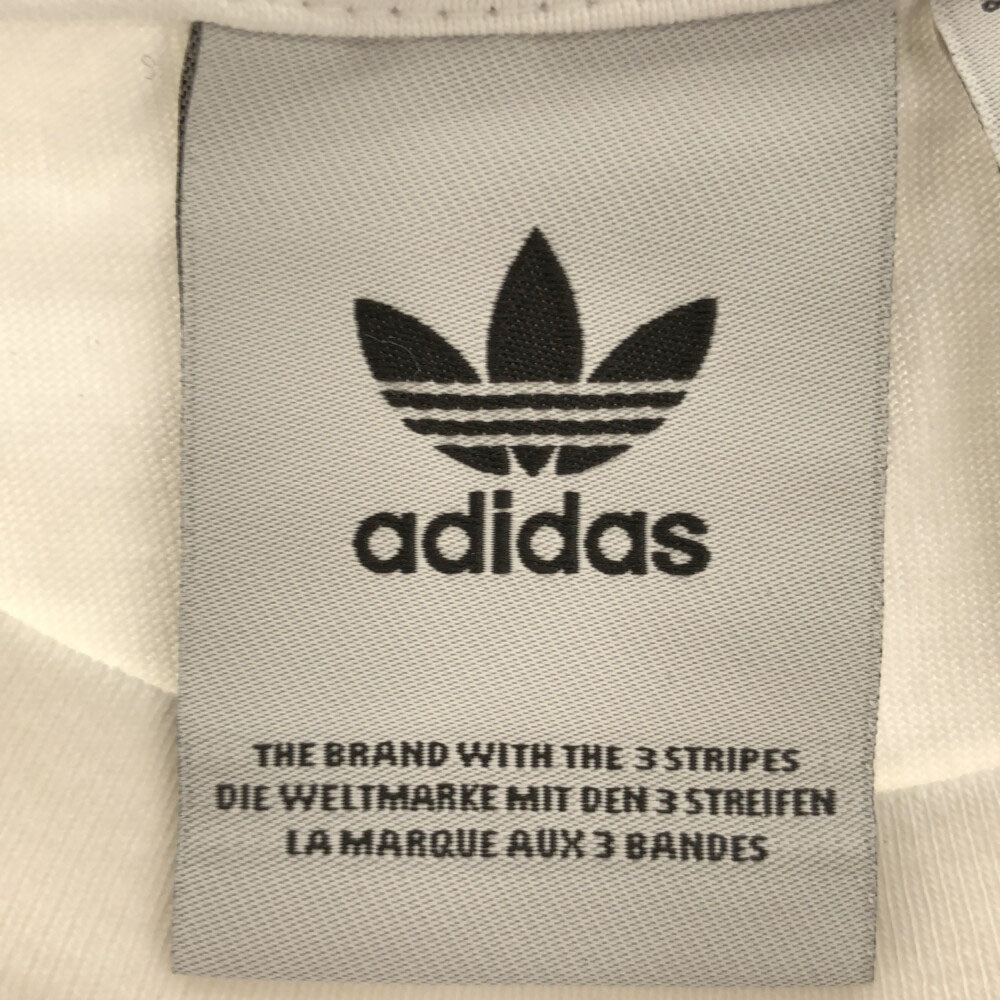 adidas
THE BRAND WITH THE 3 STRIPES
DIE WELTMARKE MIT DEN 3 STREIFEN
LA MARQUE AUX 3 BANDES